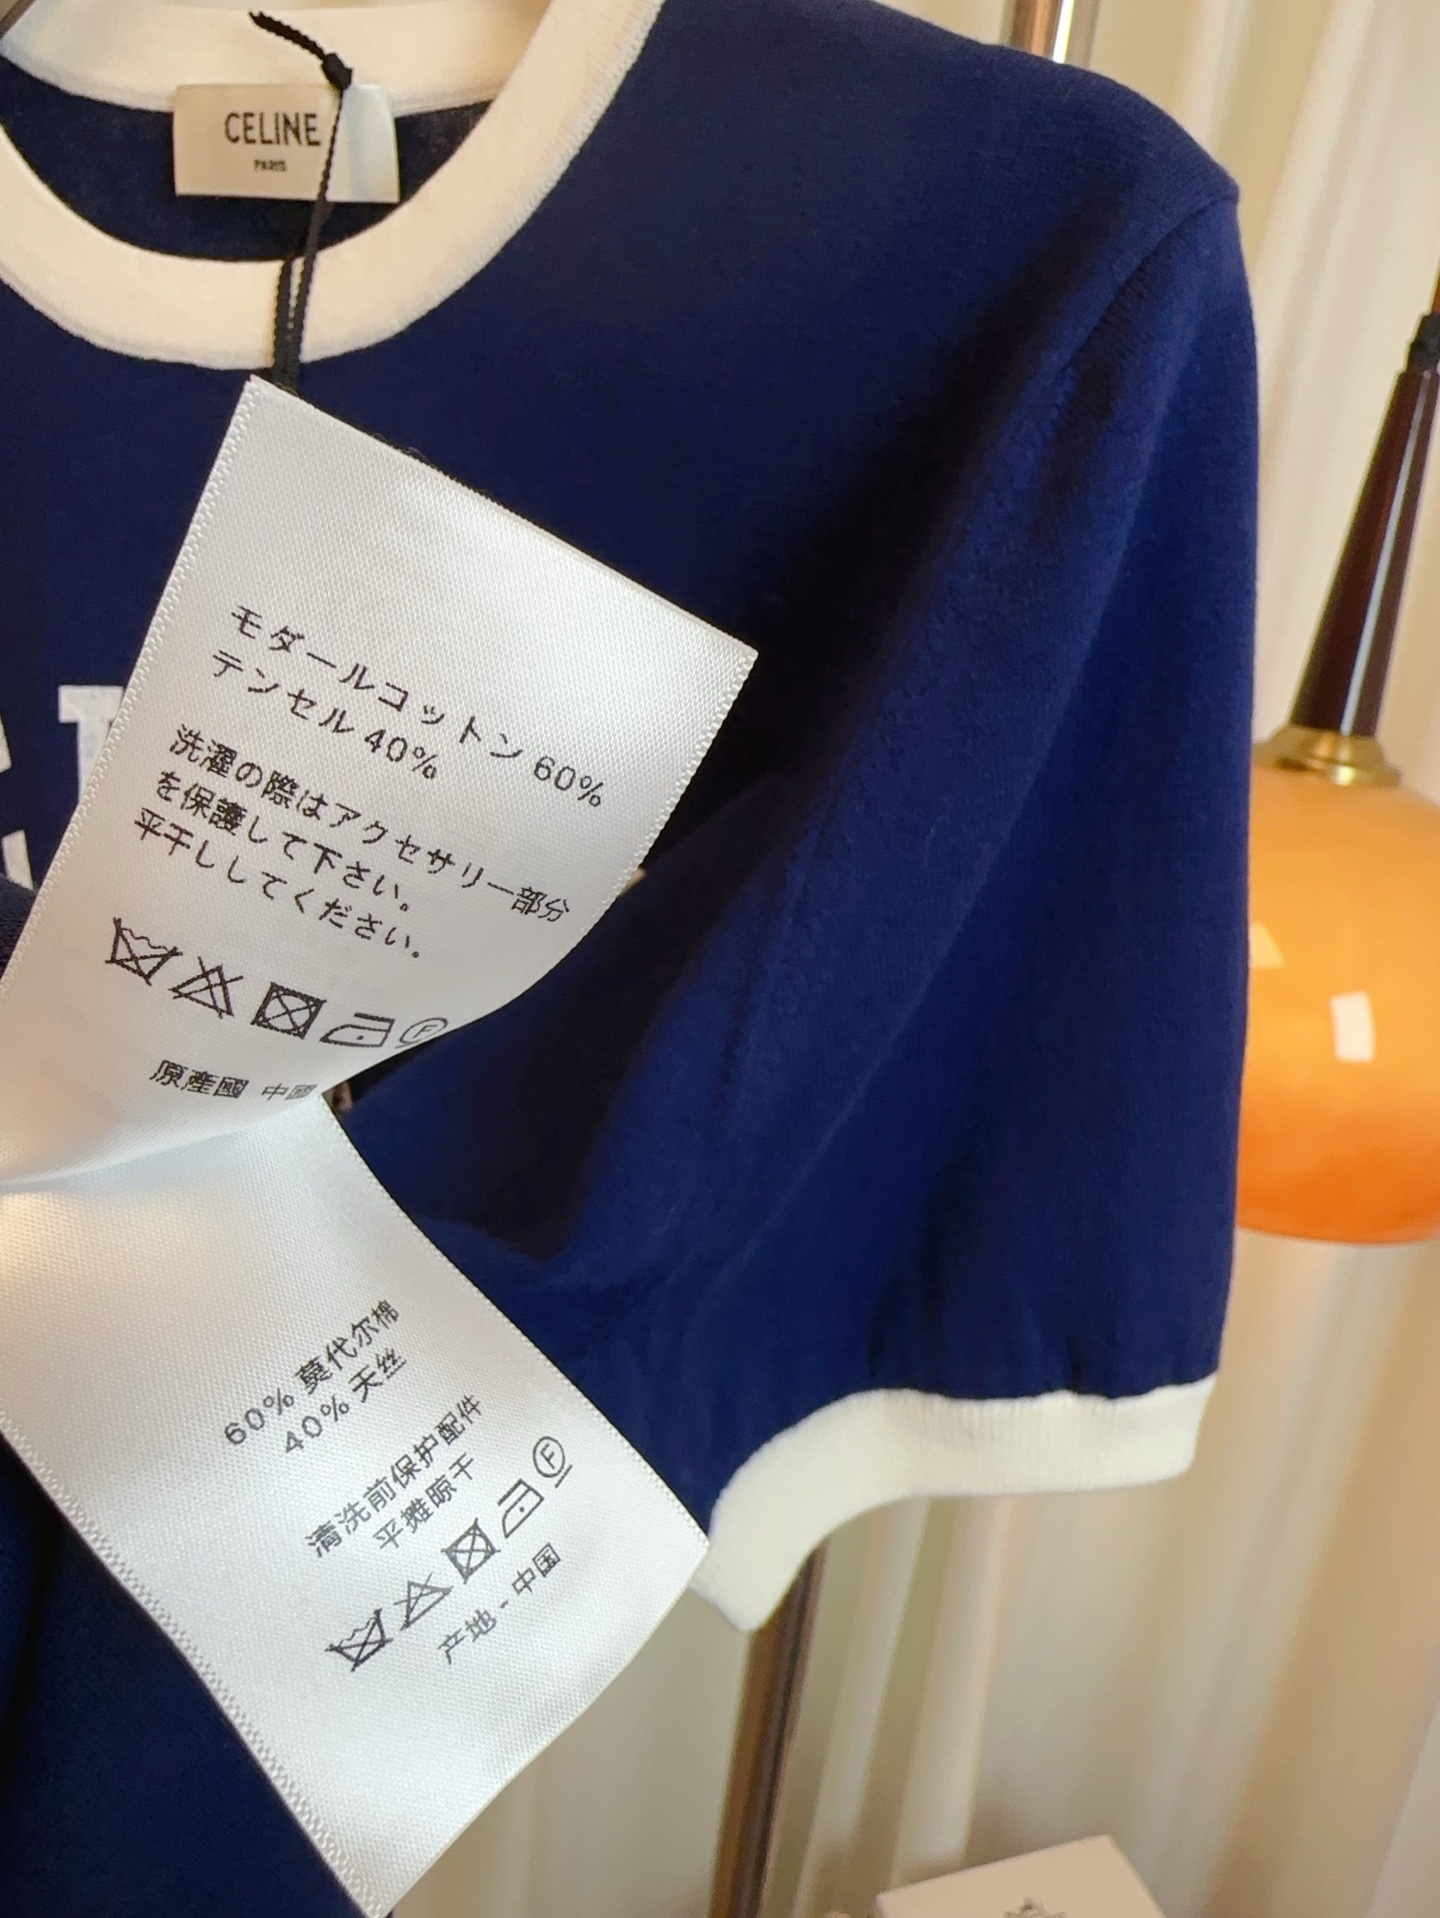 CELINE
PARIS
モダールコットン 60%
テンセル 40%
洗濯の際はアクセサリー部分
を保護して下さい。
平干ししてください。
F
原産國 中國
60% 莫代尔棉
40% 天丝
清洗前保护配件
平摊晾干
F
产地 - 中国